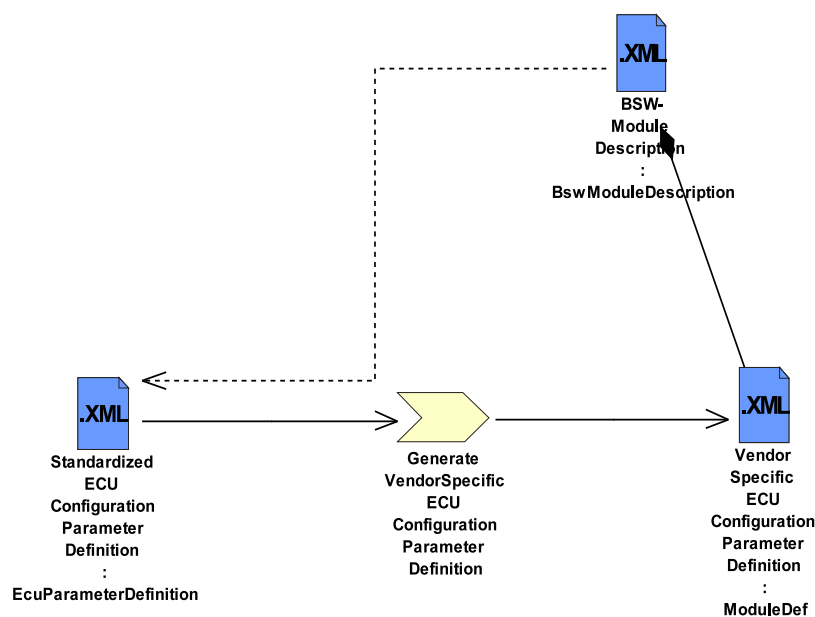 .XML
BSW-
Module
Description
:
BswModuleDescription
.XML
Standardized
ECU
Configuration
Parameter
Definition
:
EcuParameterDefinition
Generate
VendorSpecific
ECU
Configuration
Parameter
Definition
.XML
Vendor
Specific
ECU
Configuration
Parameter
Definition
:
ModuleDef